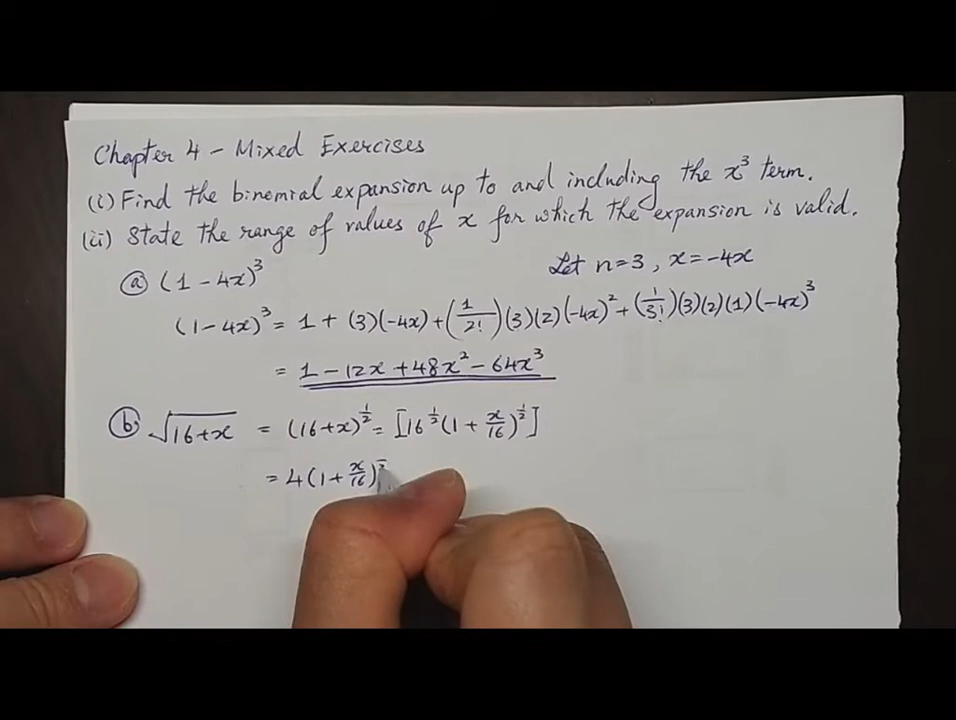 Chapter 4 - Mixed Exercises
(i) Find the binomial expansion up to and including the x³ term.
(ii) State the range of values of x for which the expansion is valid.
ⓐ (1 - 4x)³ Let n = 3, x = -4x
(1 - 4x)³ = 1 + (3)(-4x) + (1/2!)(3)(2)(-4x)² + (1/3!)(3)(2)(1)(-4x)³
= 1 - 12x + 48x² - 64x³
ⓑ √(16+x) = (16+x)^(1/2) = [16^(1/2)(1 + x/16)^(1/2)]
= 4(1 + x/16)